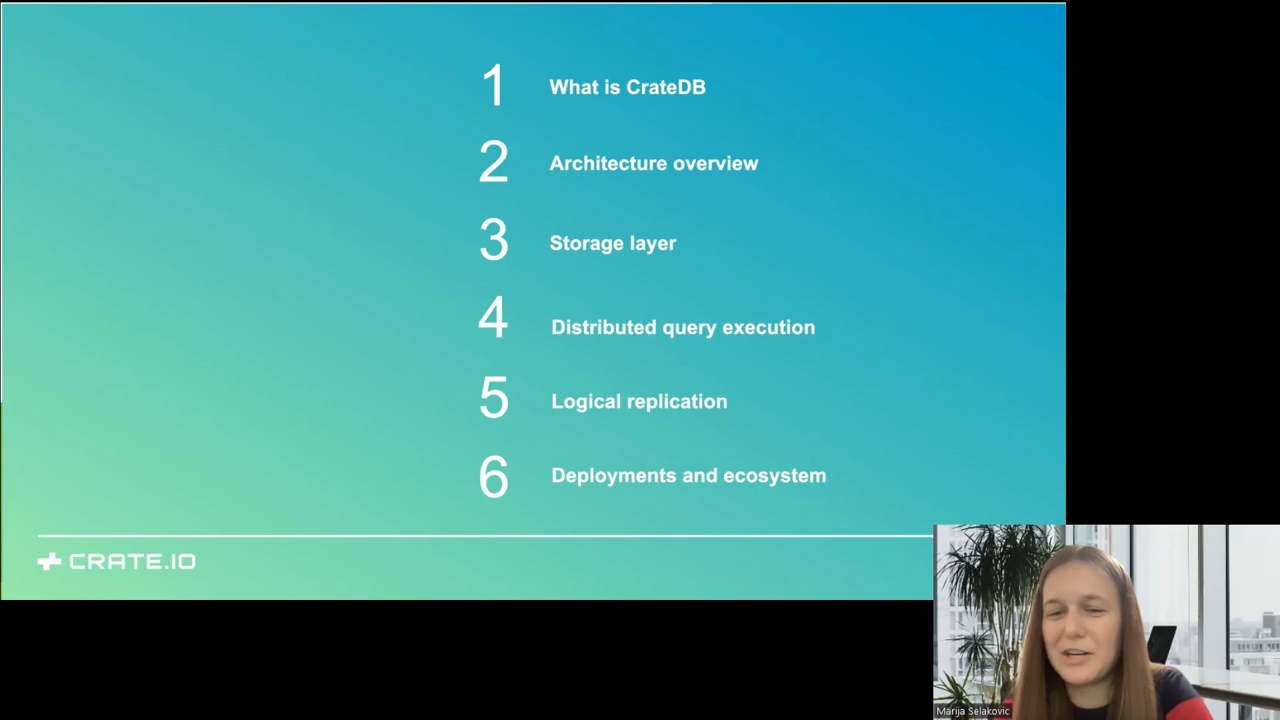 1 What is CrateDB
2 Architecture overview
3 Storage layer
4 Distributed query execution
5 Logical replication
6 Deployments and ecosystem
CRATE.IO
Marija Selakovic